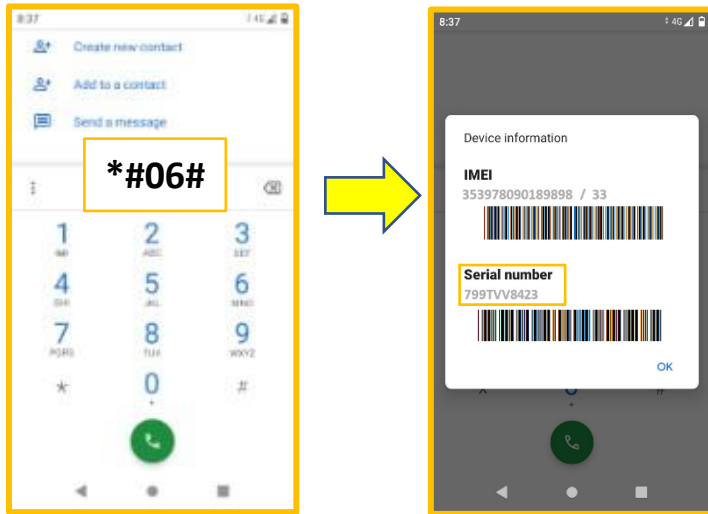 8:37
4G
Create new contact
Add to a contact
Send a message
*#06#
1
2
ABC
3
DEF
4
GHI
5
JKL
6
MNO
7
PQRS
8
TUV
9
WXYZ
*
0
+
#
8:37
4G
Device information
IMEI
353978090189898 / 33
Serial number
799TVV8423
OK